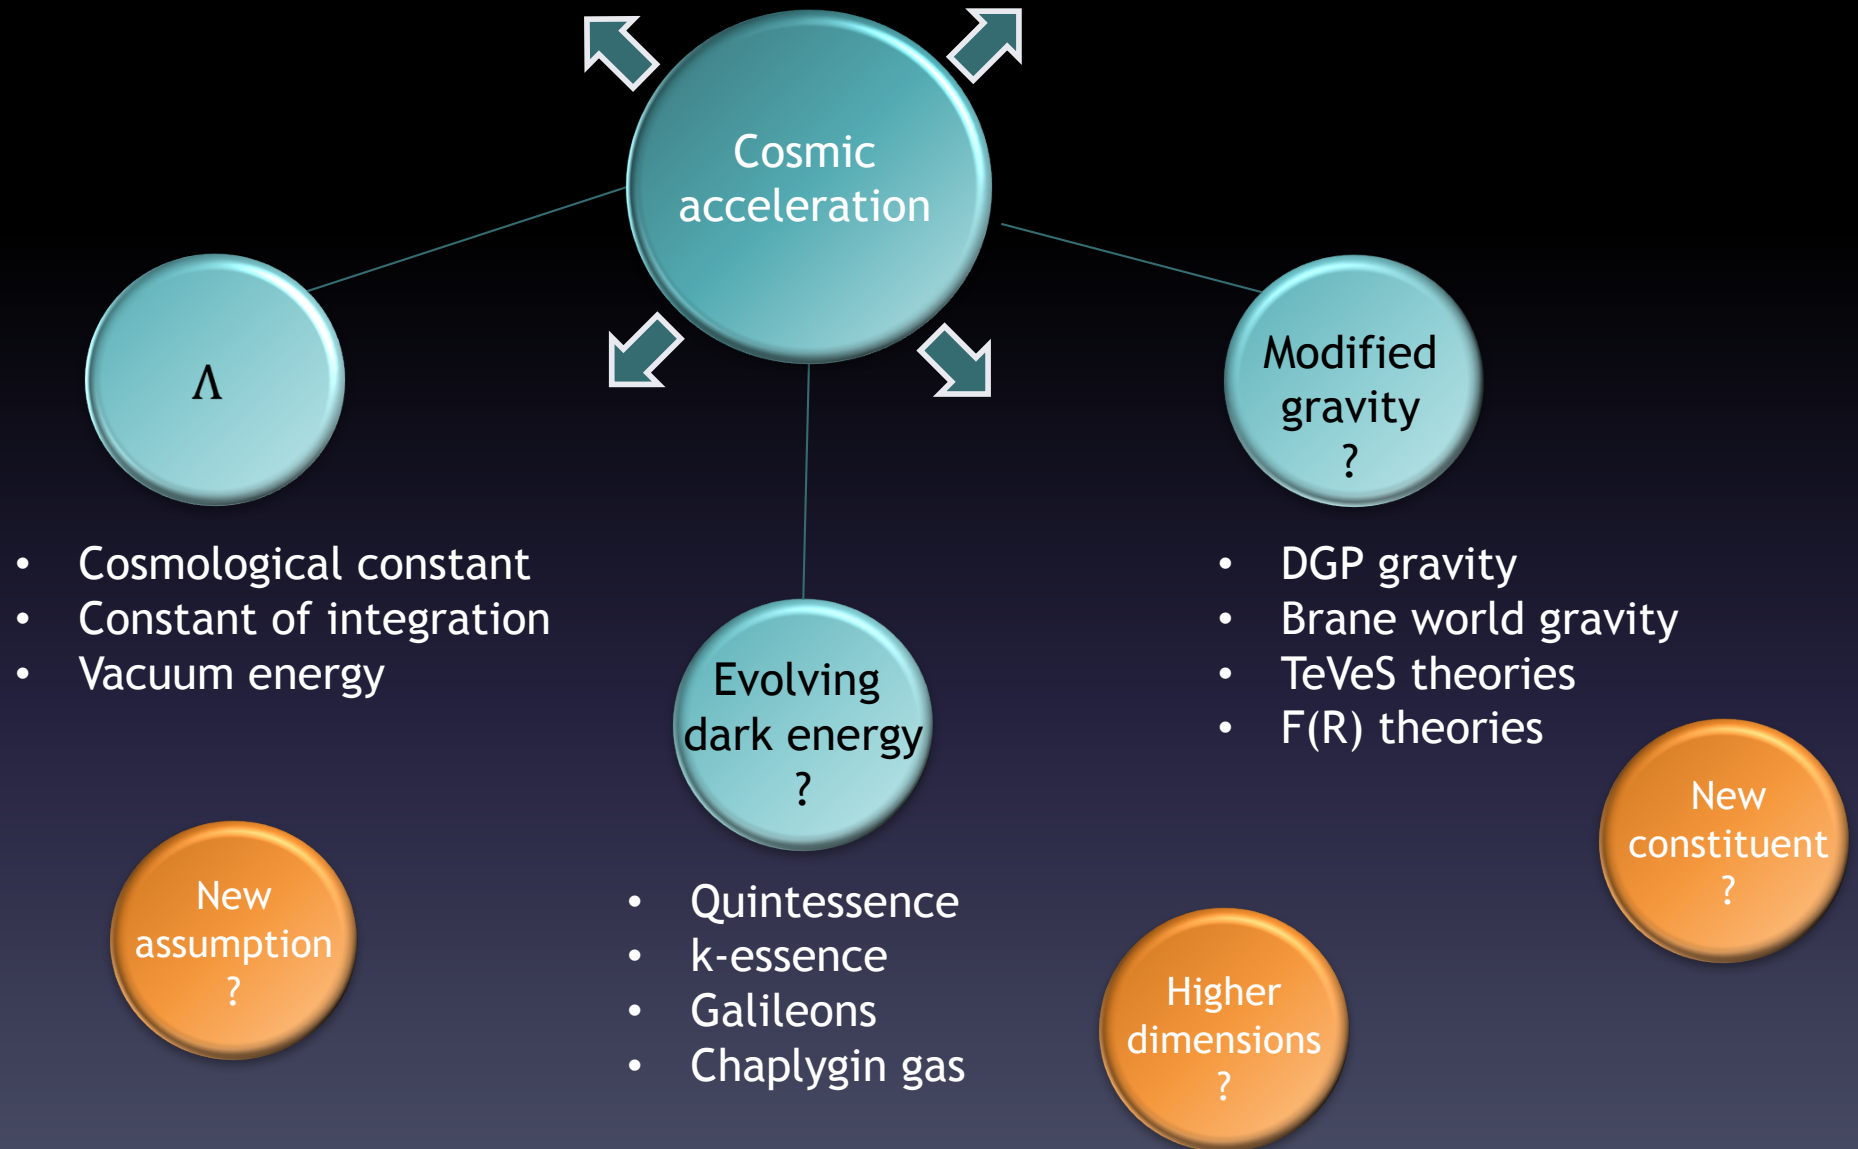 Cosmic
acceleration
Λ
• Cosmological constant
• Constant of integration
• Vacuum energy
Evolving
dark energy
?
• Quintessence
• k-essence
• Galileons
• Chaplygin gas
Modified
gravity
?
• DGP gravity
• Brane world gravity
• TeVeS theories
• F(R) theories
New
assumption
?
Higher
dimensions
?
New
constituent
?